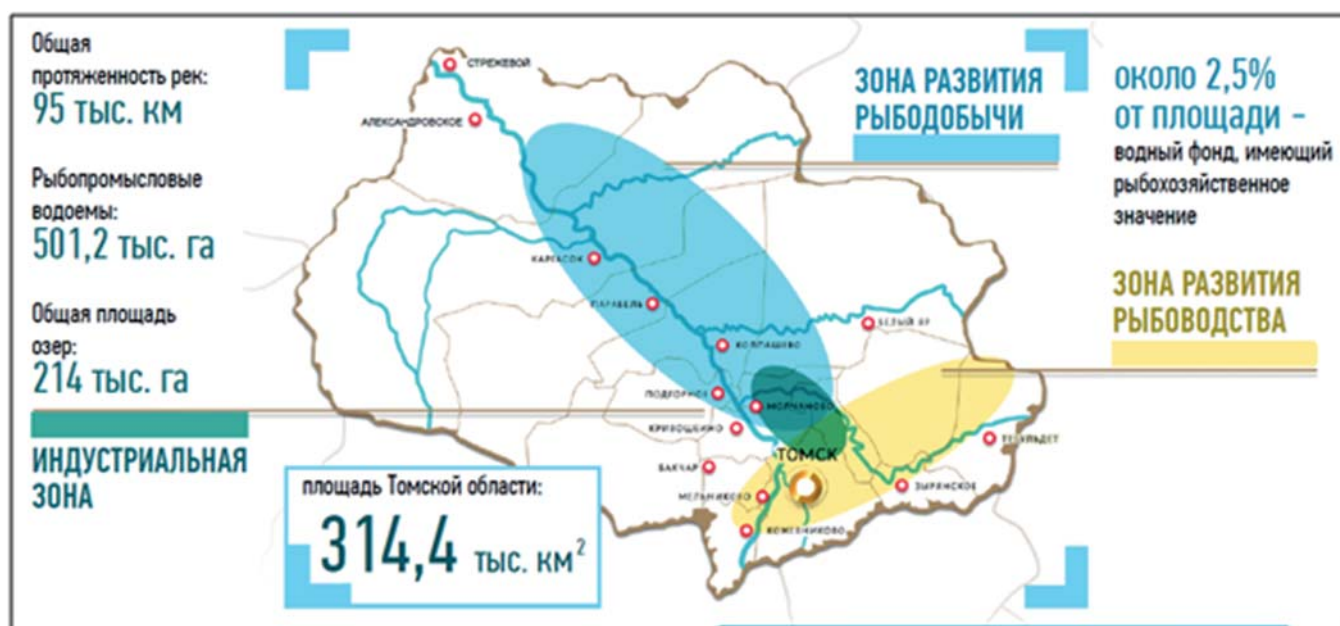 Общая
протяженность рек:
95 тыс. км
Рыбопромысловые
водоемы:
501,2 тыс. га
Общая площадь
озер:
214 тыс. га
ИНДУСТРИАЛЬНАЯ
ЗОНА
площадь Томской области:
314,4 тыс. км²
СТРЕЖЕВОЙ
АЛЕКСАНДРОВСКОЕ
КАРГАСОК
ПАРАБЕЛЬ
КОЛПАШЕВО
БЕЛЫЙ ЯР
ПОДГОРНОЕ
МОЛЧАНОВО
КРИВОШЕИНО
ТОМСК
ТЕГУЛЬДЕТ
БАКЧАР
ЗЫРЯНСКОЕ
МЕЛЬНИКОВО
КОЖЕВНИКОВО
ЗОНА РАЗВИТИЯ
РЫБОДОБЫЧИ
около 2,5%
от площади –
водный фонд, имеющий
рыбохозяйственное
значение
ЗОНА РАЗВИТИЯ
РЫБОВОДСТВА